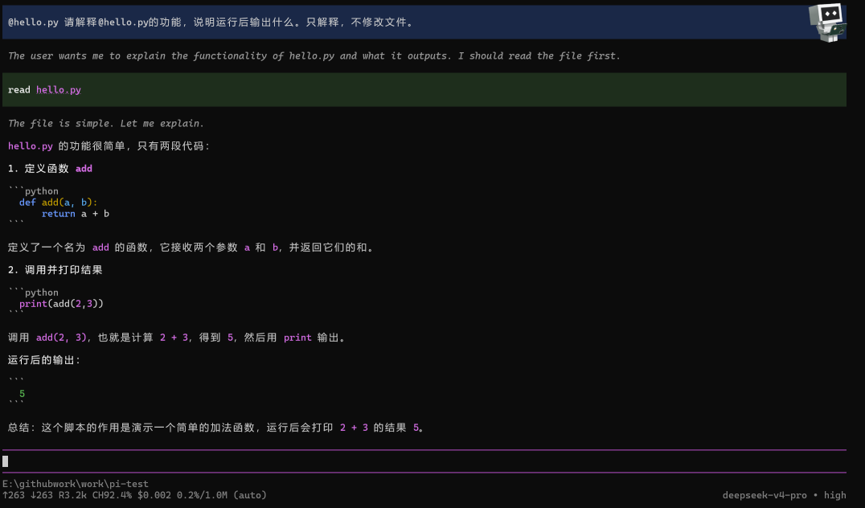 @hello.py 请解释@hello.py的功能，说明运行后输出什么。只解释，不修改文件。
The user wants me to explain the functionality of hello.py and what it outputs. I should read the file first.
read hello.py
The file is simple. Let me explain.
hello.py 的功能很简单，只有两段代码：
1. 定义函数 add
```python
def add(a, b):
return a + b
```
定义了一个名为 add 的函数，它接收两个参数 a 和 b，并返回它们的和。
2. 调用并打印结果
```python
print(add(2,3))
```
调用 add(2, 3)，也就是计算 2 + 3，得到 5，然后用 print 输出。
运行后的输出：
```
5
```
总结：这个脚本的作用是演示一个简单的加法函数，运行后会打印 2 + 3 的结果 5。
E:\githubwork\work\pi-test
↑263 ↓263 R3.2k CH92.4% $0.002 0.2%/1.0M (auto) deepseek-v4-pro • high